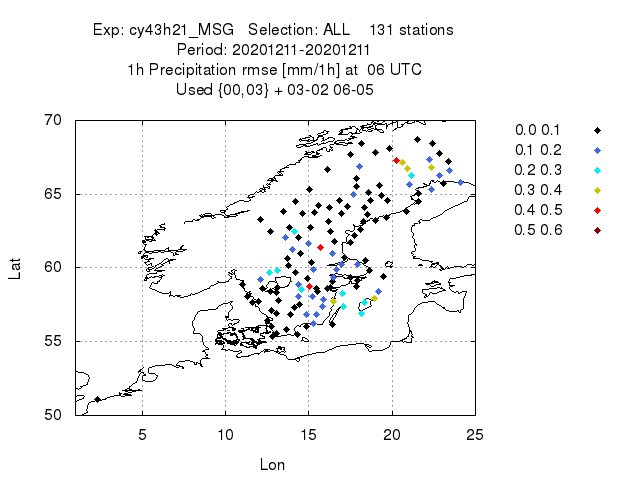 Exp: cy43h21_MSG Selection: ALL 131 stations
Period: 20201211-20201211
1h Precipitation rmse [mm/1h] at 06 UTC
Used {00,03} + 03-02 06-05
70
65
60
55
50
Lat
5 10 15 20 25
Lon
0.0 0.1
0.1 0.2
0.2 0.3
0.3 0.4
0.4 0.5
0.5 0.6